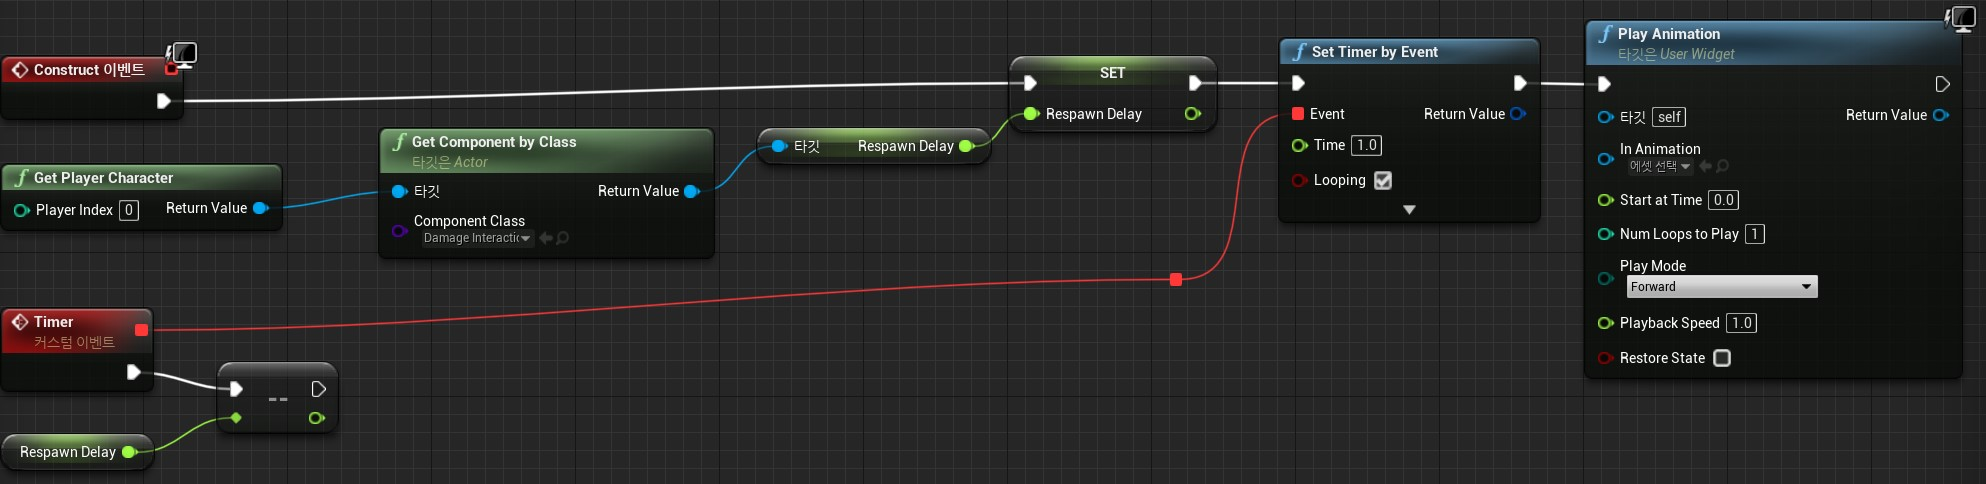 Construct 이벤트
Get Player Character
Player Index 0
Return Value
Get Component by Class
타깃은 Actor
타깃
Return Value
Component Class
Damage Interactic
타깃
Respawn Delay
SET
Respawn Delay
Set Timer by Event
Event
Return Value
Time 1.0
Looping
Play Animation
타깃은 User Widget
타깃 self
Return Value
In Animation
에셋 선택
Start at Time 0.0
Num Loops to Play 1
Play Mode
Forward
Playback Speed 1.0
Restore State
Timer
커스텀 이벤트
--
Respawn Delay